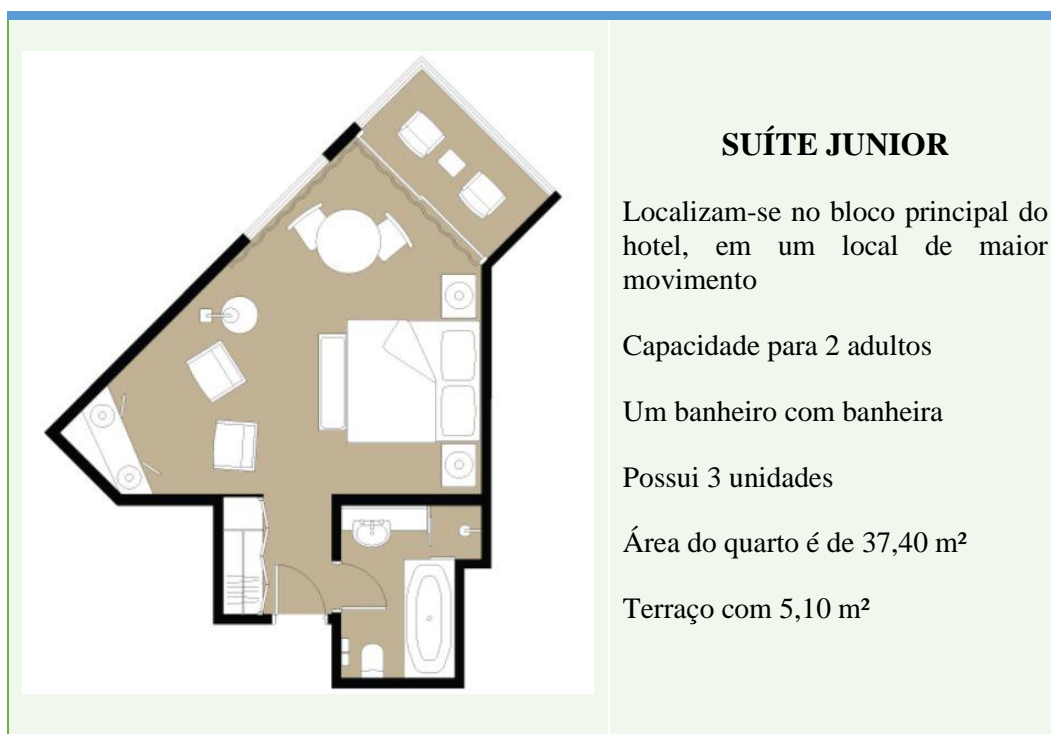 SUÍTE JUNIOR
Localizam-se no bloco principal do
hotel, em um local de maior
movimento
Capacidade para 2 adultos
Um banheiro com banheira
Possui 3 unidades
Área do quarto é de 37,40 m²
Terraço com 5,10 m²